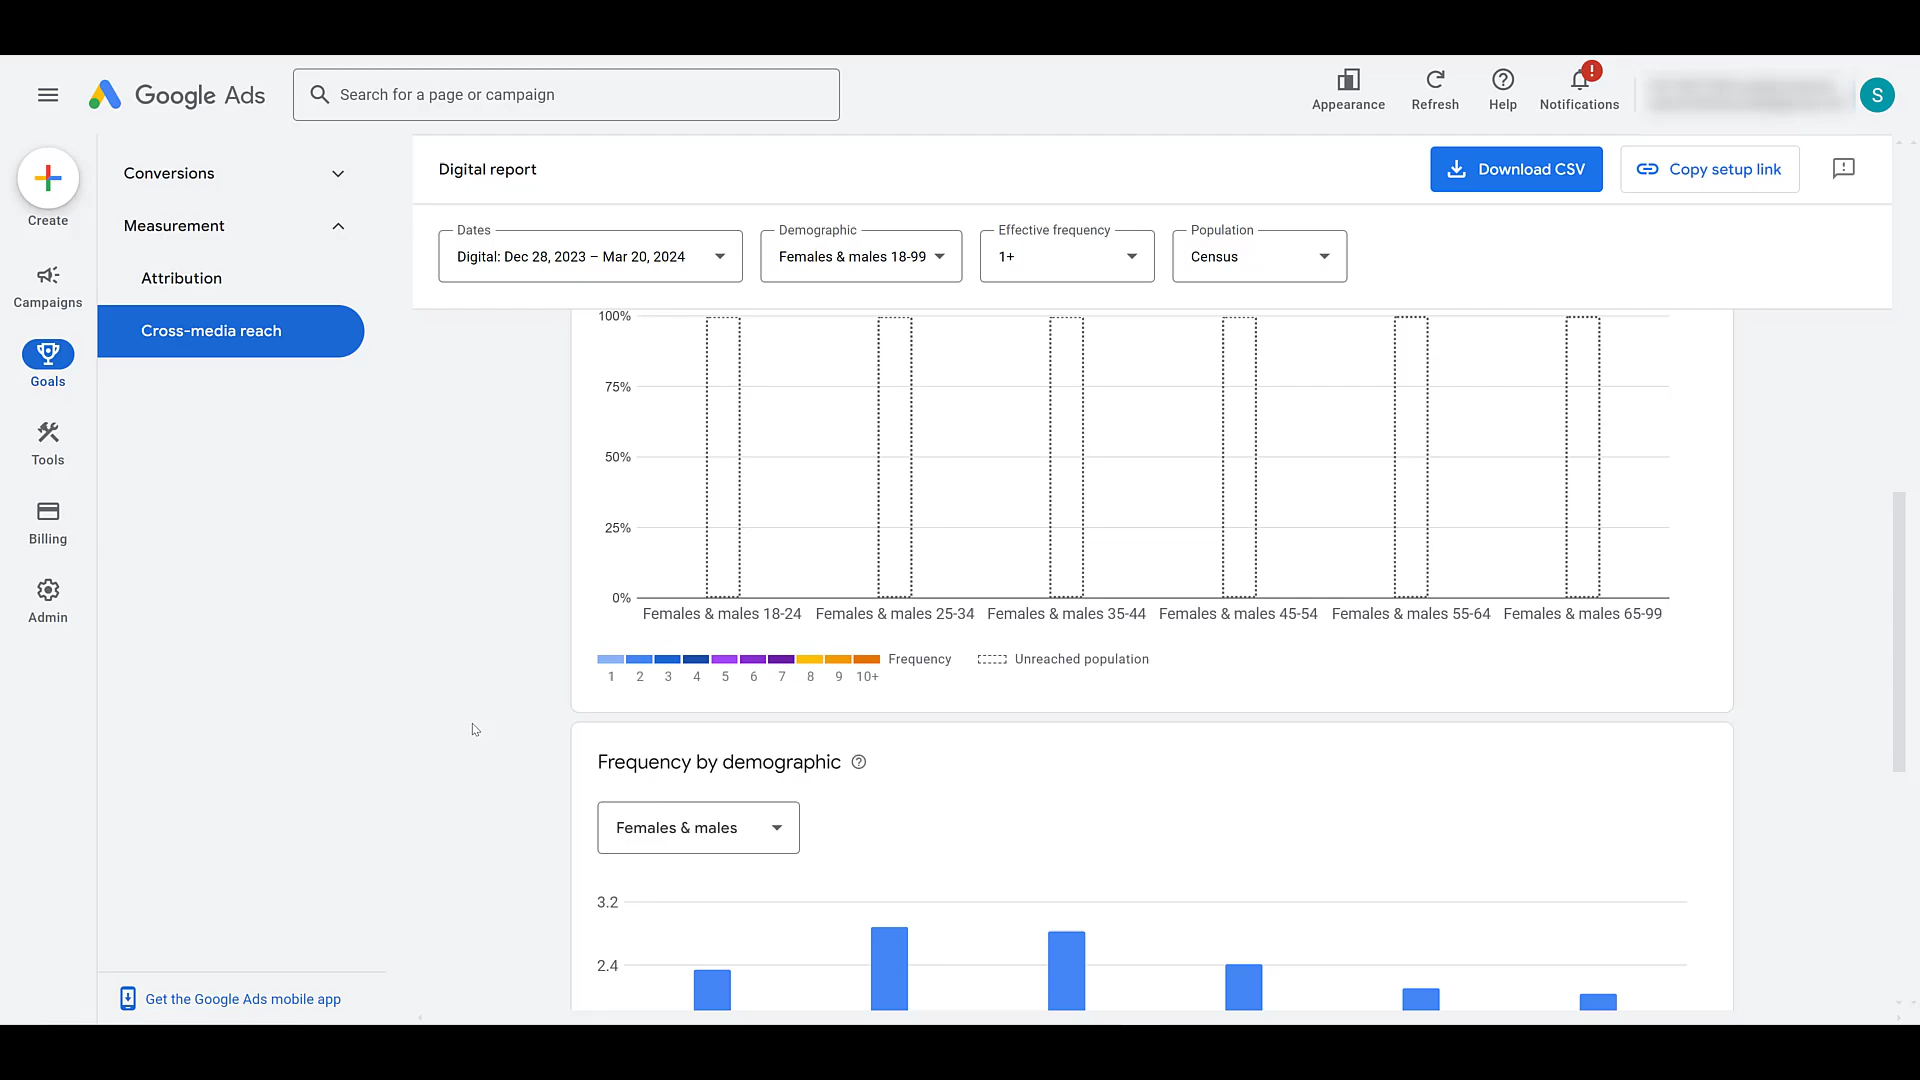 Google Ads
Search for a page or campaign
Appearance
Refresh
Help
!
Notifications
S
Create
Campaigns
Goals
Tools
Billing
Admin
Conversions
Measurement
Attribution
Cross-media reach
Get the Google Ads mobile app
Digital report
Download CSV
Copy setup link
Dates
Digital: Dec 28, 2023 – Mar 20, 2024
Demographic
Females & males 18-99
Effective frequency
1+
Population
Census
100%
75%
50%
25%
0%
Females & males 18-24 Females & males 25-34 Females & males 35-44 Females & males 45-54 Females & males 55-64 Females & males 65-99
Frequency
Unreached population
1 2 3 4 5 6 7 8 9 10+
Frequency by demographic
Females & males
3.2
2.4